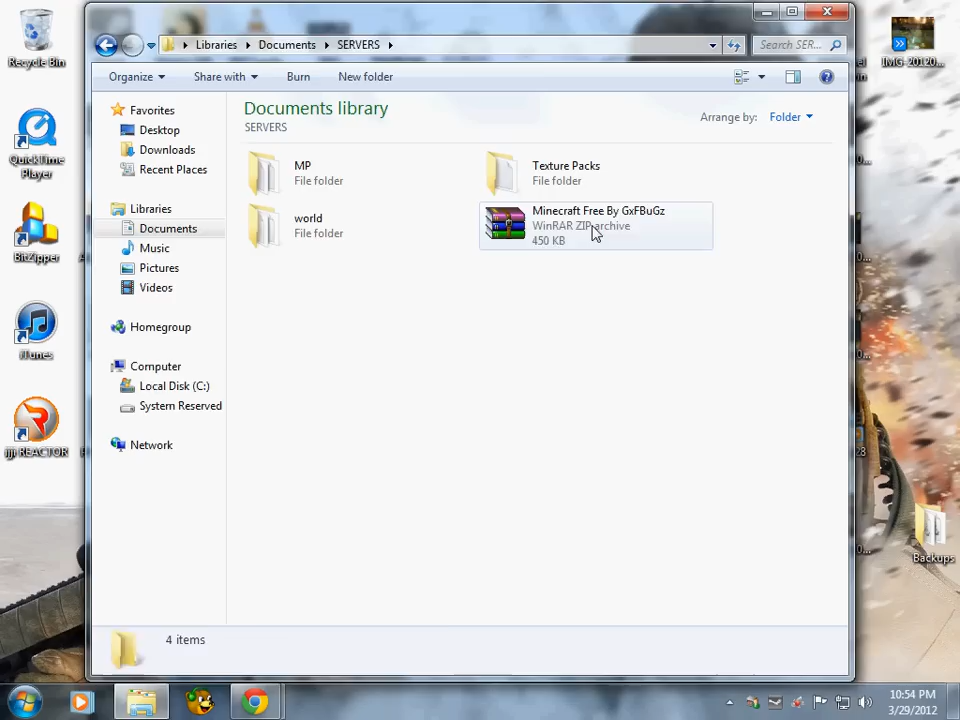 Recycle Bin
QuickTime
Player
BitZipper
iTunes
jjji REACTOR
Libraries
Documents
SERVERS
Search SER...
Organize
Share with
Burn
New folder
Favorites
Desktop
Downloads
Recent Places
Libraries
Documents
Music
Pictures
Videos
Homegroup
Computer
Local Disk (C:)
System Reserved
Network
Documents library
SERVERS
Arrange by:
Folder
MP
File folder
Texture Packs
File folder
world
File folder
Minecraft Free By GxFBuGz
WinRAR ZIP archive
450 KB
4 items
IMG-20120...
Backups
10:54 PM
3/29/2012